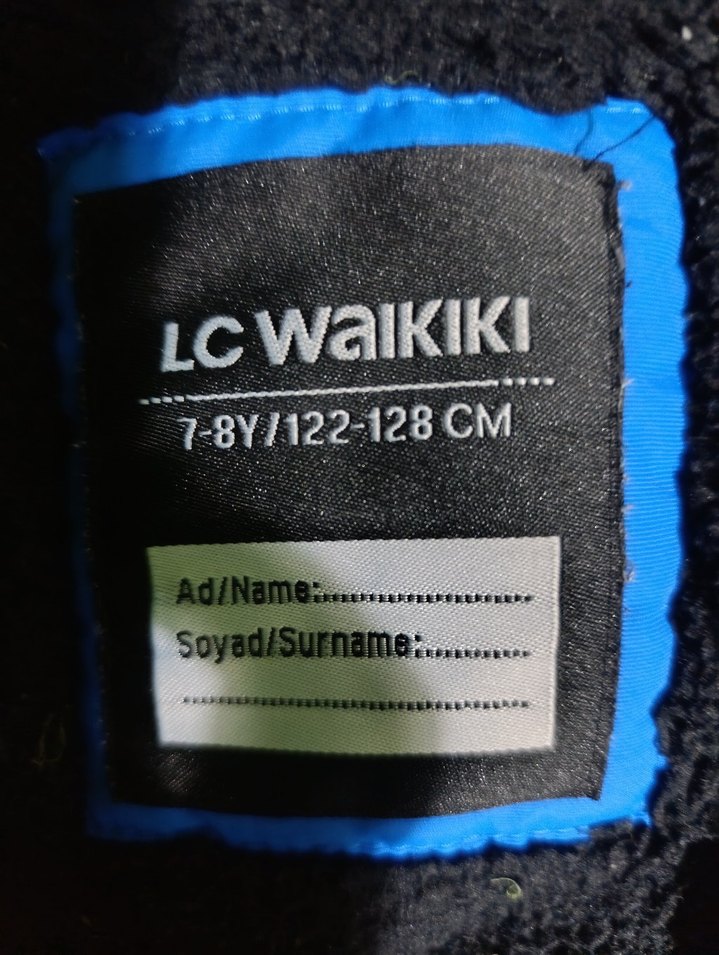 LC WAIKIKI
7-8Y/122-128 CM
Ad/Name:................................
Soyad/Surname:................
................................................